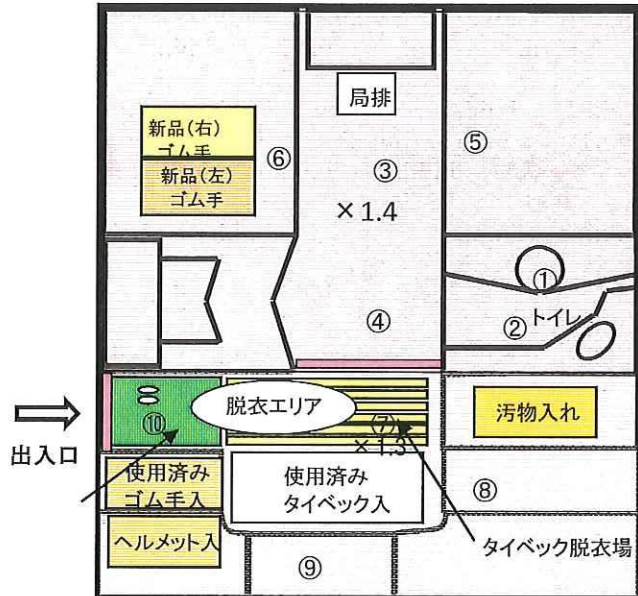 局排
新品(右)
ゴム手
新品(左)
ゴム手
⑥
③
⑤
×1.4
①
④
② トイレ
脱衣エリア
⑩
⑦
×1.3
汚物入れ
出入口
使用済み
ゴム手入
使用済み
タイベック入
⑧
ヘルメット入
タイベック脱衣場
⑨